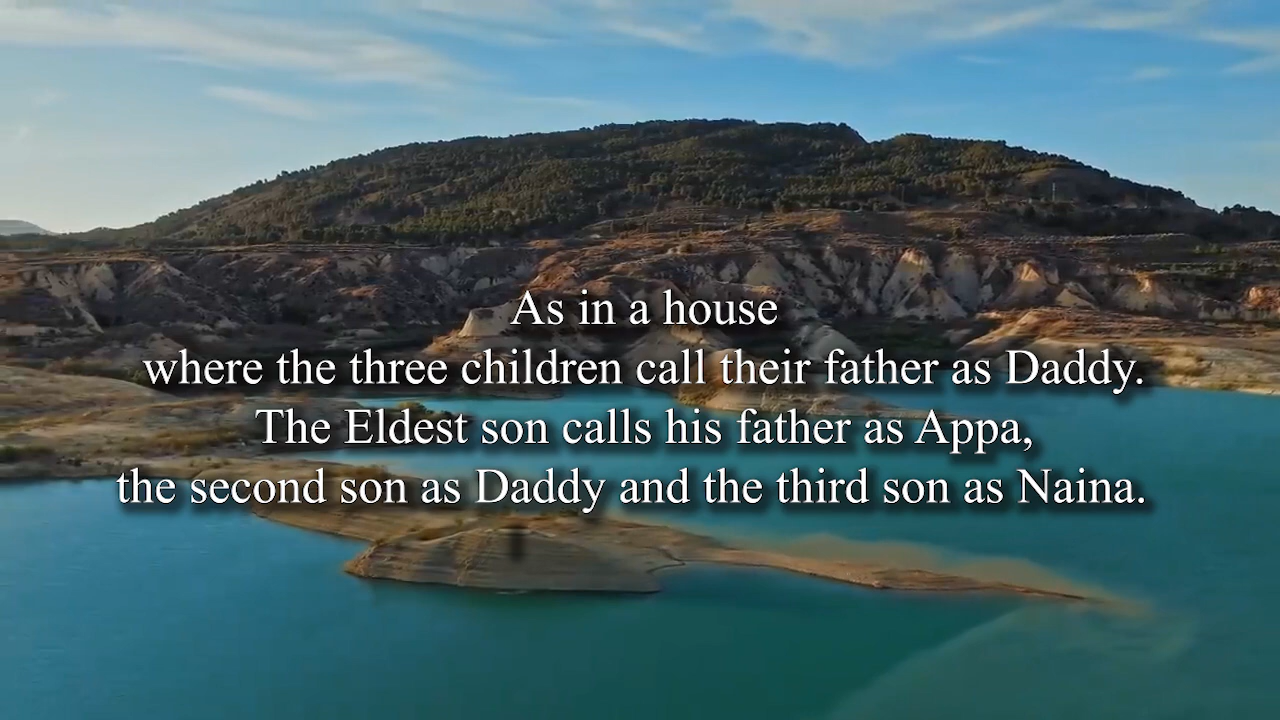 As in a house
where the three children call their father as Daddy.
The Eldest son calls his father as Appa,
the second son as Daddy and the third son as Naina.